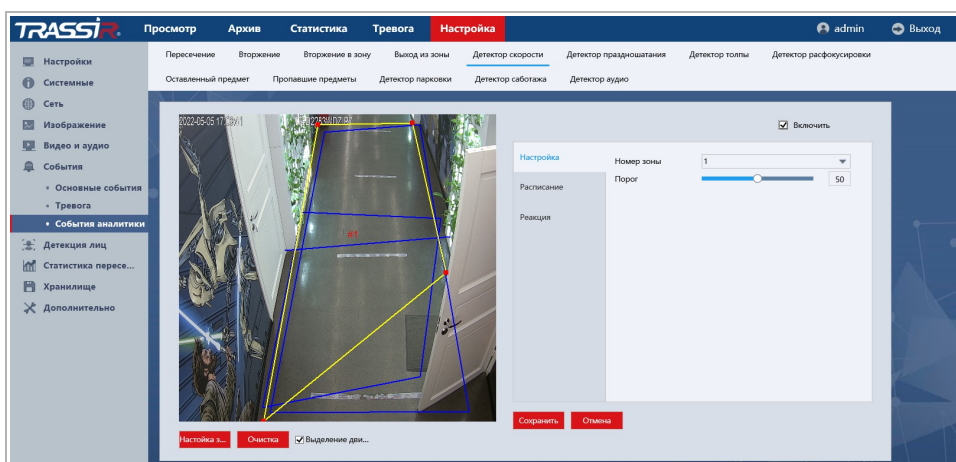 TRASSIR Просмотр Архив Статистика Тревога Настройка admin Выход
Пересечение Вторжение Вторжение в зону Выход из зоны Детектор скорости Детектор праздношатания Детектор толпы Детектор расфокусировки
Оставленный предмет Пропавшие предметы Детектор парковки Детектор саботажа Детектор аудио
Настройки
Системные
Сеть
Изображение
Видео и аудио
События
Основные события
Тревога
События аналитики
Детекция лиц
Статистика пересе...
Хранилище
Дополнительно
2022-05-05
#1
Включить
Настройка
Расписание
Реакция
Номер зоны 1
Порог 50
Сохранить Отмена
Настойка з... Очистка Выделение дви...